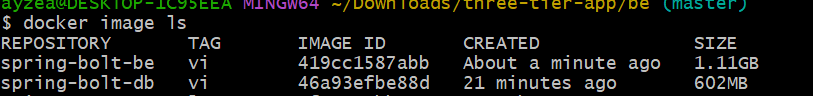 ayzea@DESKTOP-1C95EEA MINGW64 ~/Downloads/three-tier-app/be (master)
$ docker image ls
REPOSITORY TAG IMAGE ID CREATED SIZE
spring-bolt-be vi 419cc1587abb About a minute ago 1.11GB
spring-bolt-db vi 46a93efbe88d 21 minutes ago 602MB